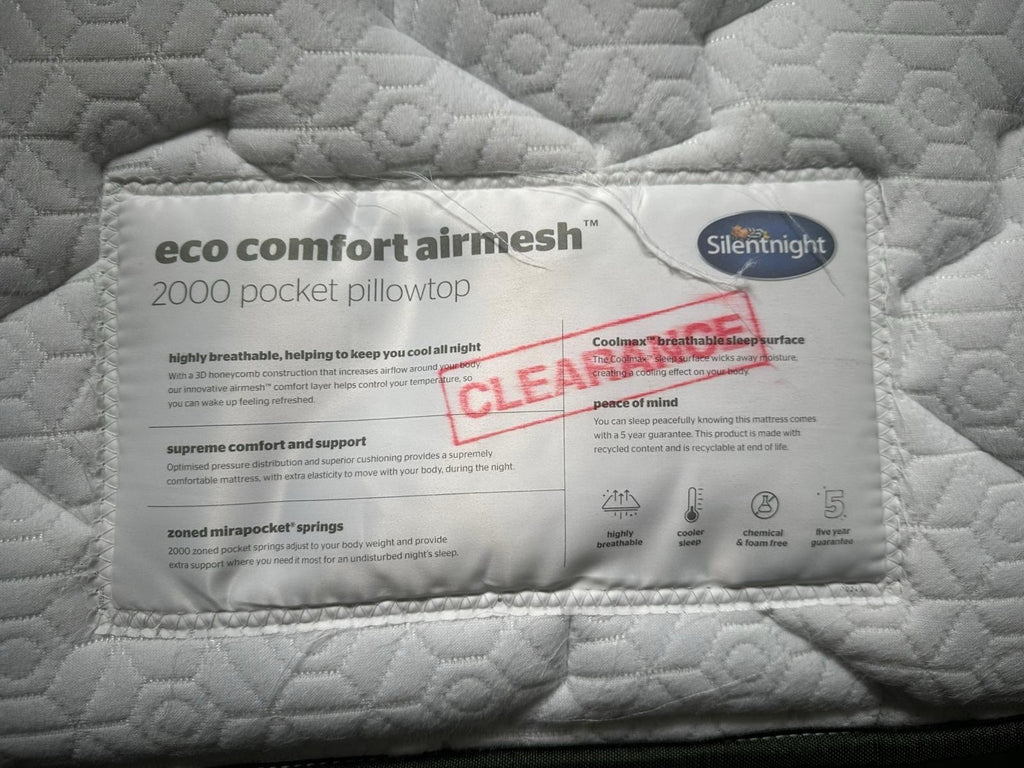 eco comfort airmesh™
2000 pocket pillowtop
Silentnight
CLEARANCE
highly breathable, helping to keep you cool all night
With a 3D honeycomb construction that increases airflow around your body
our innovative airmesh™ comfort layer helps control your temperature, so
you can wake up feeling refreshed.
supreme comfort and support
Optimised pressure distribution and superior cushioning provides a supremely
comfortable mattress, with extra elasticity to move with your body, during the night.
zoned mirapocket® springs
2000 zoned pocket springs adjust to your body weight and provide
extra support where you need it most for an undisturbed night's sleep.
Coolmax™ breathable sleep surface
The Coolmax™ sleep surface wicks away moisture,
creating a cooling effect on your body.
peace of mind
You can sleep peacefully knowing this mattress comes
with a 5 year guarantee. This product is made with
recycled content and is recyclable at end of life.
highly
breathable
cooler
sleep
chemical
& foam free
5
five year
guarantee